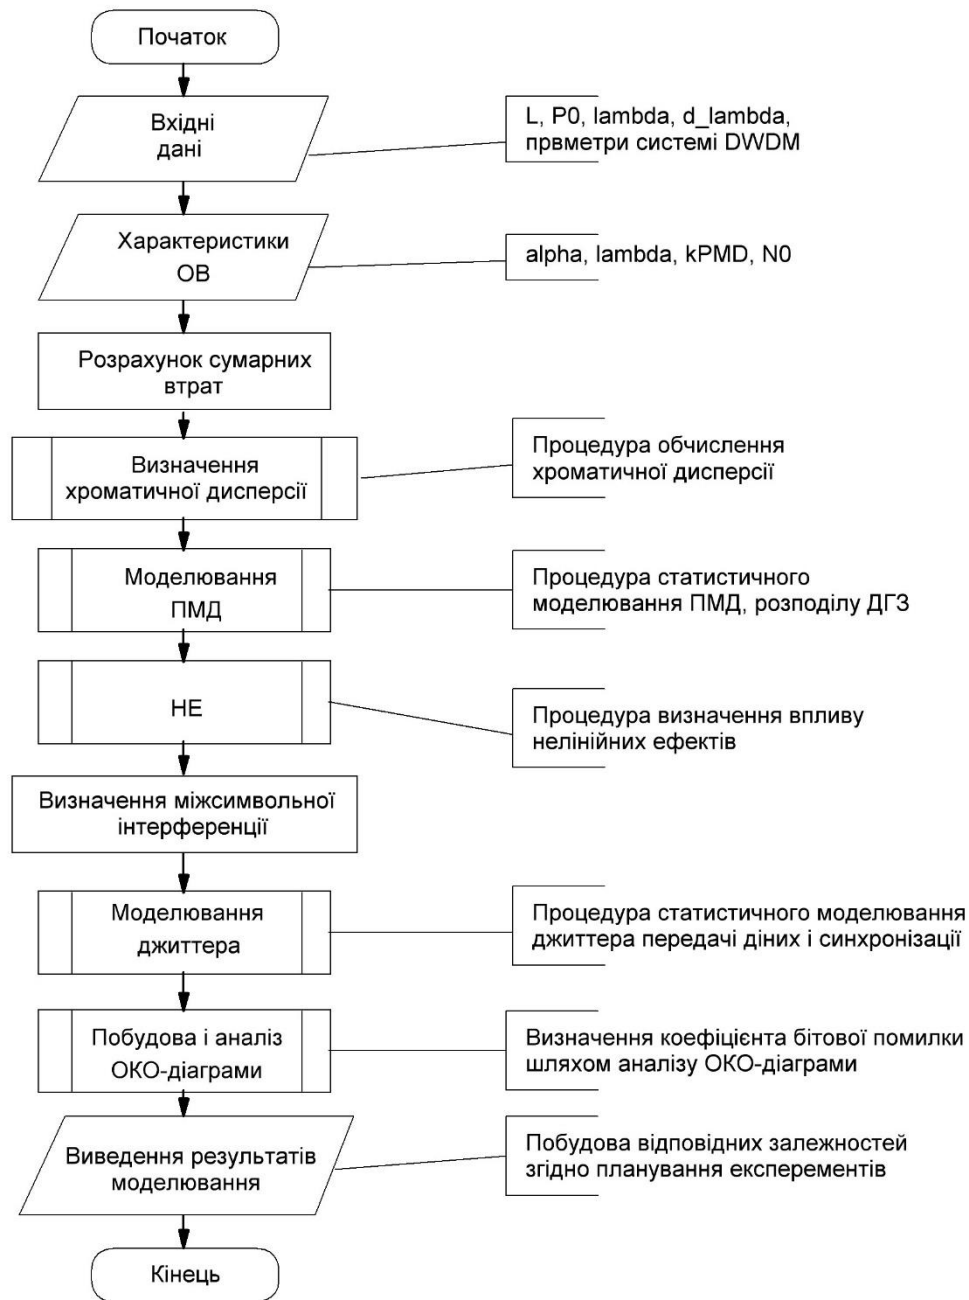 Початок
Вхідні
дані
L, P0, lambda, d_lambda,
првметри системі DWDM
Характеристики
ОВ
alpha, lambda, kPMD, N0
Розрахунок сумарних
втрат
Визначення
хроматичної дисперсії
Процедура обчислення
хроматичної дисперсії
Моделювання
ПМД
Процедура статистичного
моделювання ПМД, розподілу ДГЗ
НЕ
Процедура визначення впливу
нелінійних ефектів
Визначення міжсимвольної
інтерференції
Моделювання
джиттера
Процедура статистичного моделювання
джиттера передачі діних і синхронізації
Побудова і аналіз
ОКО-діаграми
Визначення коефіцієнта бітової помилки
шляхом аналізу ОКО-діаграми
Виведення результатів
моделювання
Побудова відповідних залежностей
згідно планування експерементів
Кінець